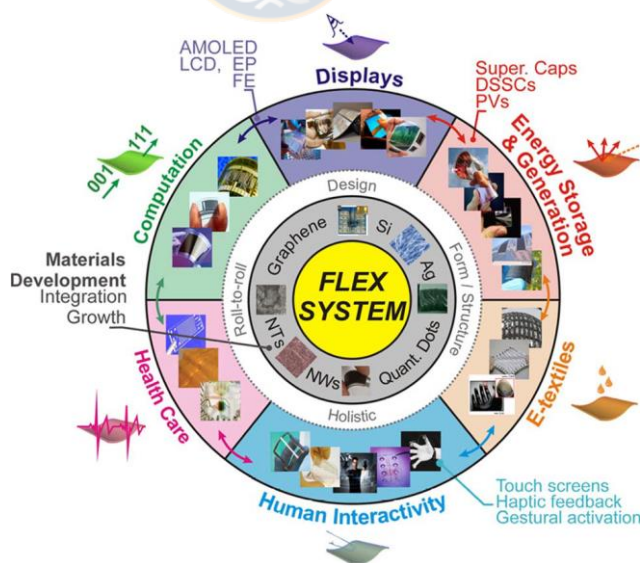 AMOLED
LCD, EP
FE
Displays
Super. Caps
DSSCs
PVs
Energy Storage
& Generation
001
111
Computation
Design
Graphene
Si
Ag
Quant. Dots
NWs
NTs
FLEX
SYSTEM
Roll-to-roll
Form / Structure
Holistic
Materials
Development
Integration
Growth
Health Care
E-textiles
Human Interactivity
Touch screens
Haptic feedback
Gestural activation